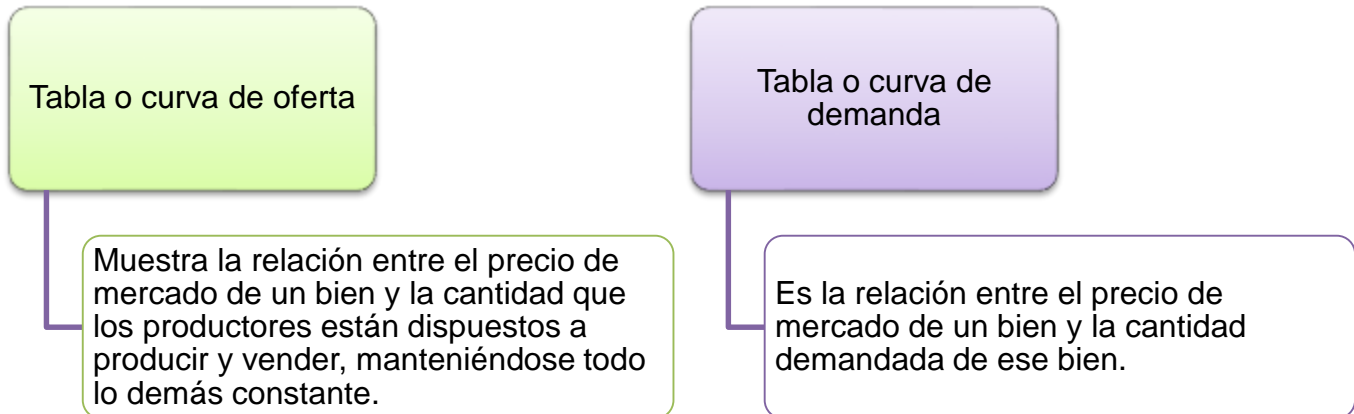 Tabla o curva de oferta
Muestra la relación entre el precio de
mercado de un bien y la cantidad que
los productores están dispuestos a
producir y vender, manteniéndose todo
lo demás constante.
Tabla o curva de
demanda
Es la relación entre el precio de
mercado de un bien y la cantidad
demandada de ese bien.